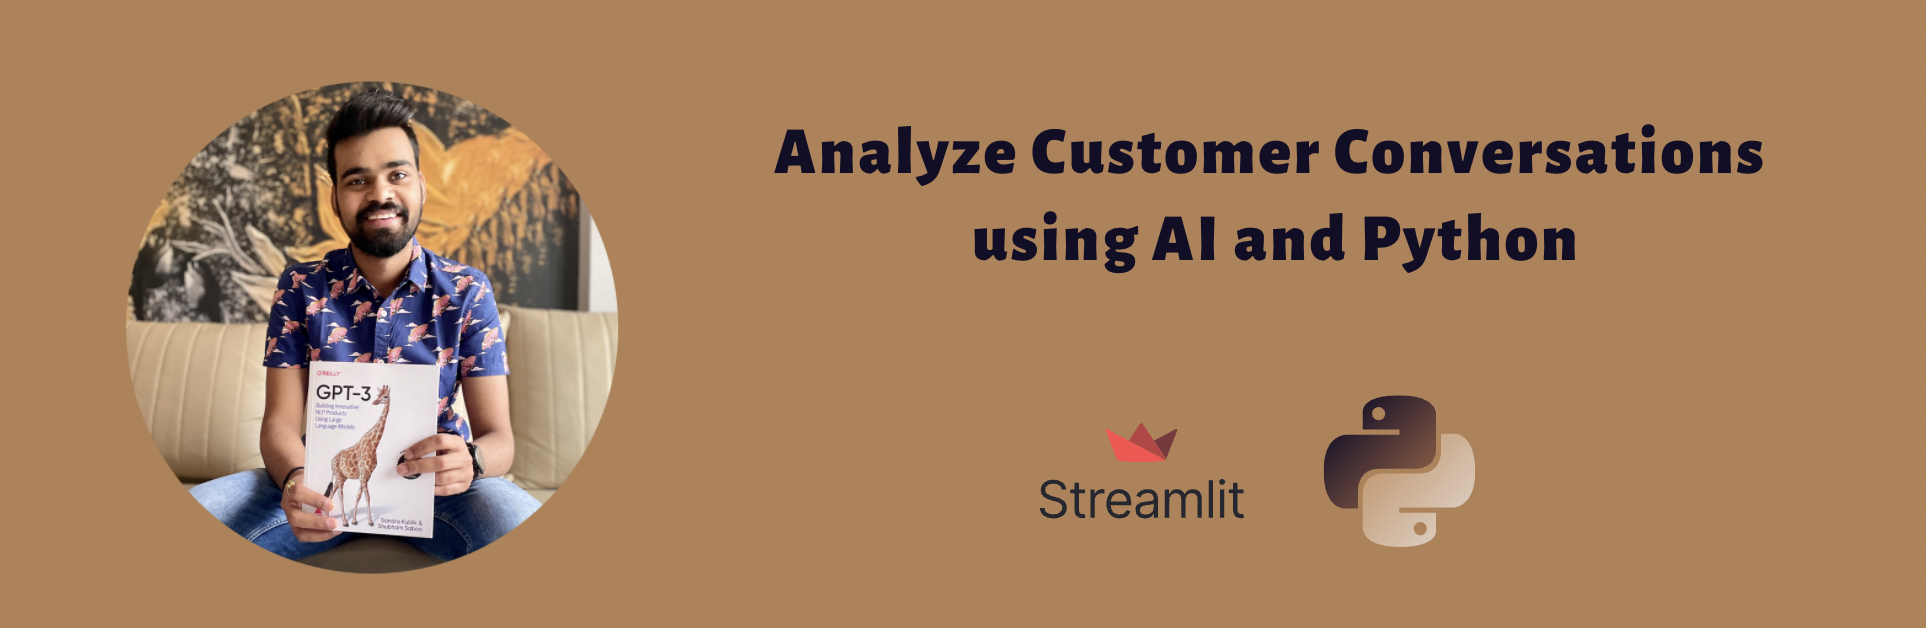 Analyze Customer Conversations
using AI and Python
O'REILLY
GPT-3
Building Innovative
NLP Products
Using Large
Language Models
Sandra Kublik &
Shubham Saboo
Streamlit